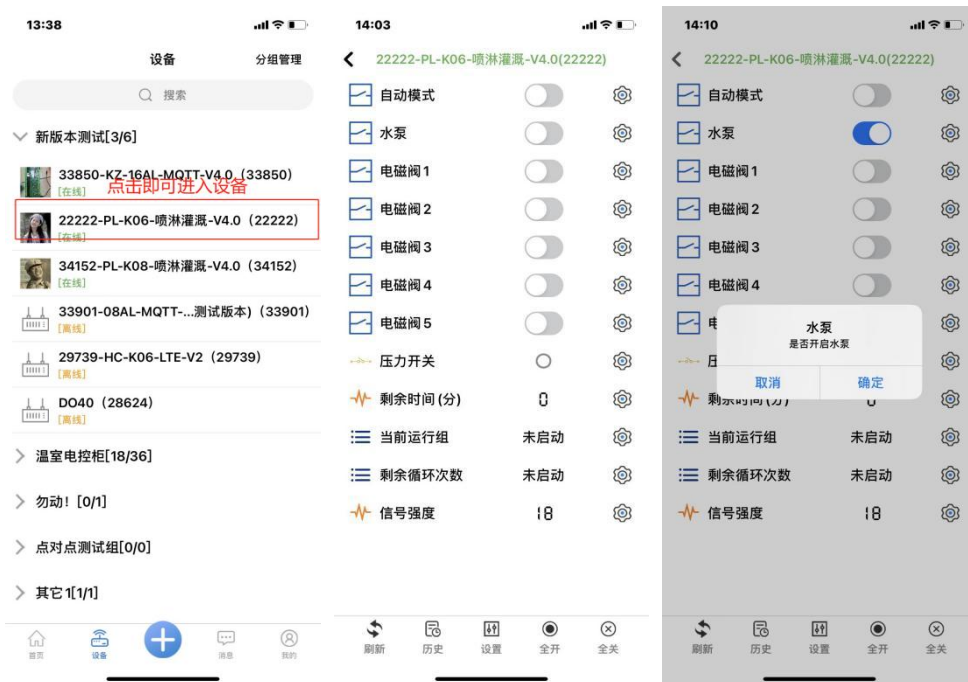 13:38
设备
分组管理
搜索
新版本测试[3/6]
33850-KZ-16AL-MQTT-V4.0（33850）
[在线]
点击即可进入设备
22222-PL-K06-喷淋灌溉-V4.0（22222）
[在线]
34152-PL-K08-喷淋灌溉-V4.0（34152）
[在线]
33901-08AL-MQTT-...测试版本)（33901)
[离线]
29739-HC-K06-LTE-V2（29739）
[离线]
DO40（28624）
[离线]
温室电控柜[18/36]
勿动！[0/1]
点对点测试组[0/0]
其它1[1/1]
首页
设备
消息
我的
14:03
22222-PL-K06-喷淋灌溉-V4.0(22222)
自动模式
水泵
电磁阀1
电磁阀2
电磁阀3
电磁阀4
电磁阀5
压力开关
剩余时间(分) 0
当前运行组 未启动
剩余循环次数 未启动
信号强度 18
刷新
历史
设置
全开
全关
14:10
22222-PL-K06-喷淋灌溉-V4.0(22222)
自动模式
水泵
电磁阀1
电磁阀2
电磁阀3
电磁阀4
电
水泵
是否开启水泵
取消 确定
压
剩余时间(分) 0
当前运行组 未启动
剩余循环次数 未启动
信号强度 18
刷新
历史
设置
全开
全关